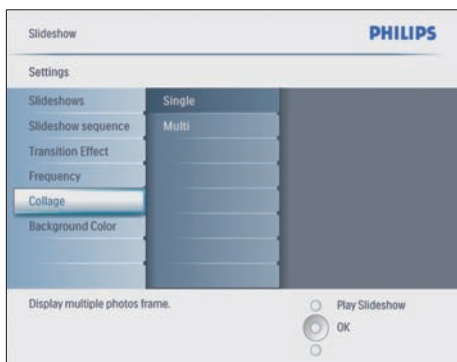 Slideshow PHILIPS
Settings
Slideshows Single
Slideshow sequence Multi
Transition Effect
Frequency
Collage
Background Color
Display multiple photos frame. Play Slideshow
OK